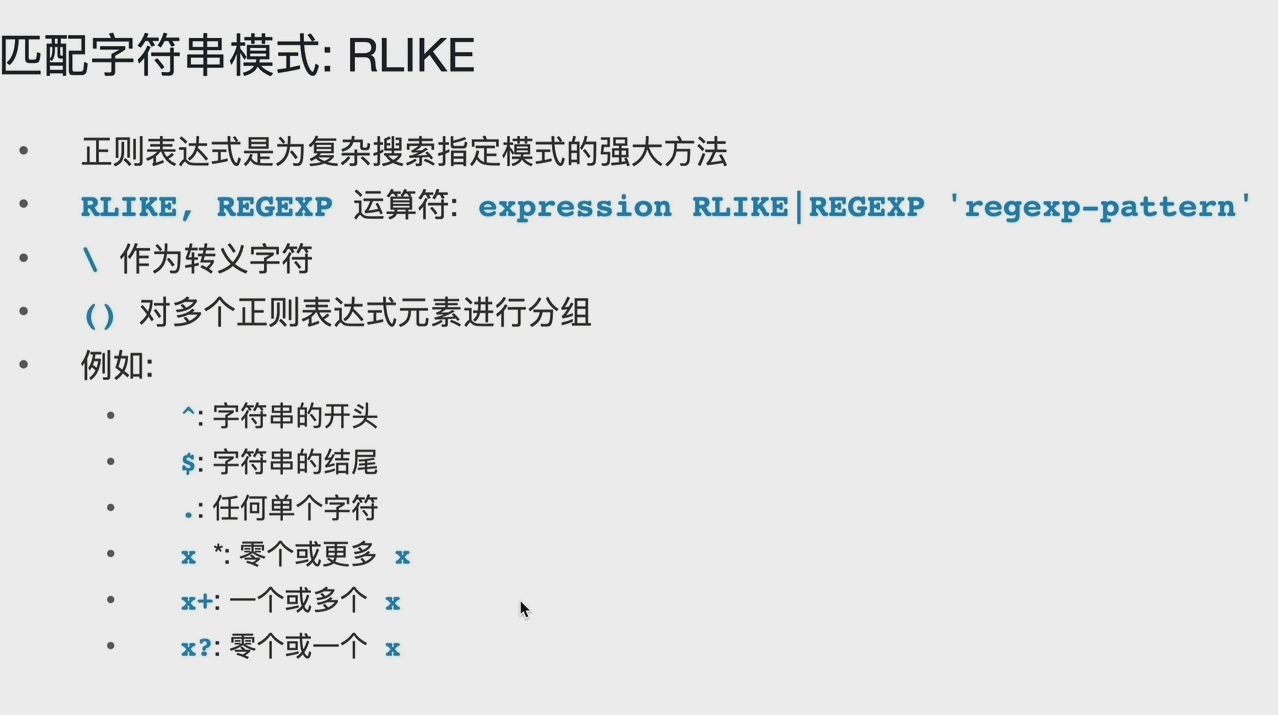 匹配字符串模式: RLIKE
• 正则表达式是为复杂搜索指定模式的强大方法
• RLIKE, REGEXP 运算符: expression RLIKE|REGEXP 'regexp-pattern'
• \ 作为转义字符
• () 对多个正则表达式元素进行分组
• 例如:
• ^: 字符串的开头
• $: 字符串的结尾
• .: 任何单个字符
• x *: 零个或更多 x
• x+: 一个或多个 x
• x?: 零个或一个 x